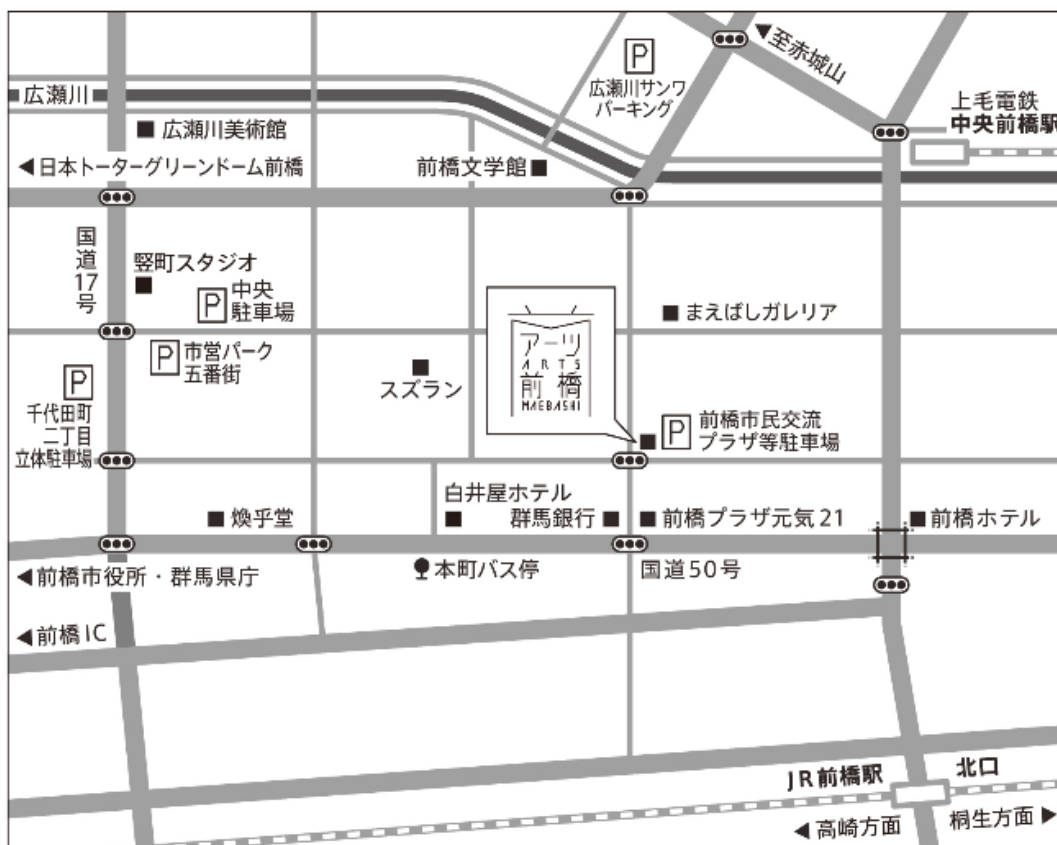 至赤城山
P
広瀬川サンワ
パーキング
広瀬川
上毛電鉄
中央前橋駅
広瀬川美術館
◀日本トーターグリーンドーム前橋
前橋文学館
国道17号
竪町スタジオ
P
中央
駐車場
まえばしガレリア
アーツ
ARTS
前橋
MAEBASHI
P
市営パーク
五番街
スズラン
P
千代田町
二丁目
立体駐車場
P
前橋市民交流
プラザ等駐車場
白井屋ホテル
煥乎堂
群馬銀行
前橋プラザ元気21
前橋ホテル
◀前橋市役所・群馬県庁
本町バス停
国道50号
◀前橋IC
JR前橋駅
北口
◀高崎方面
桐生方面▶